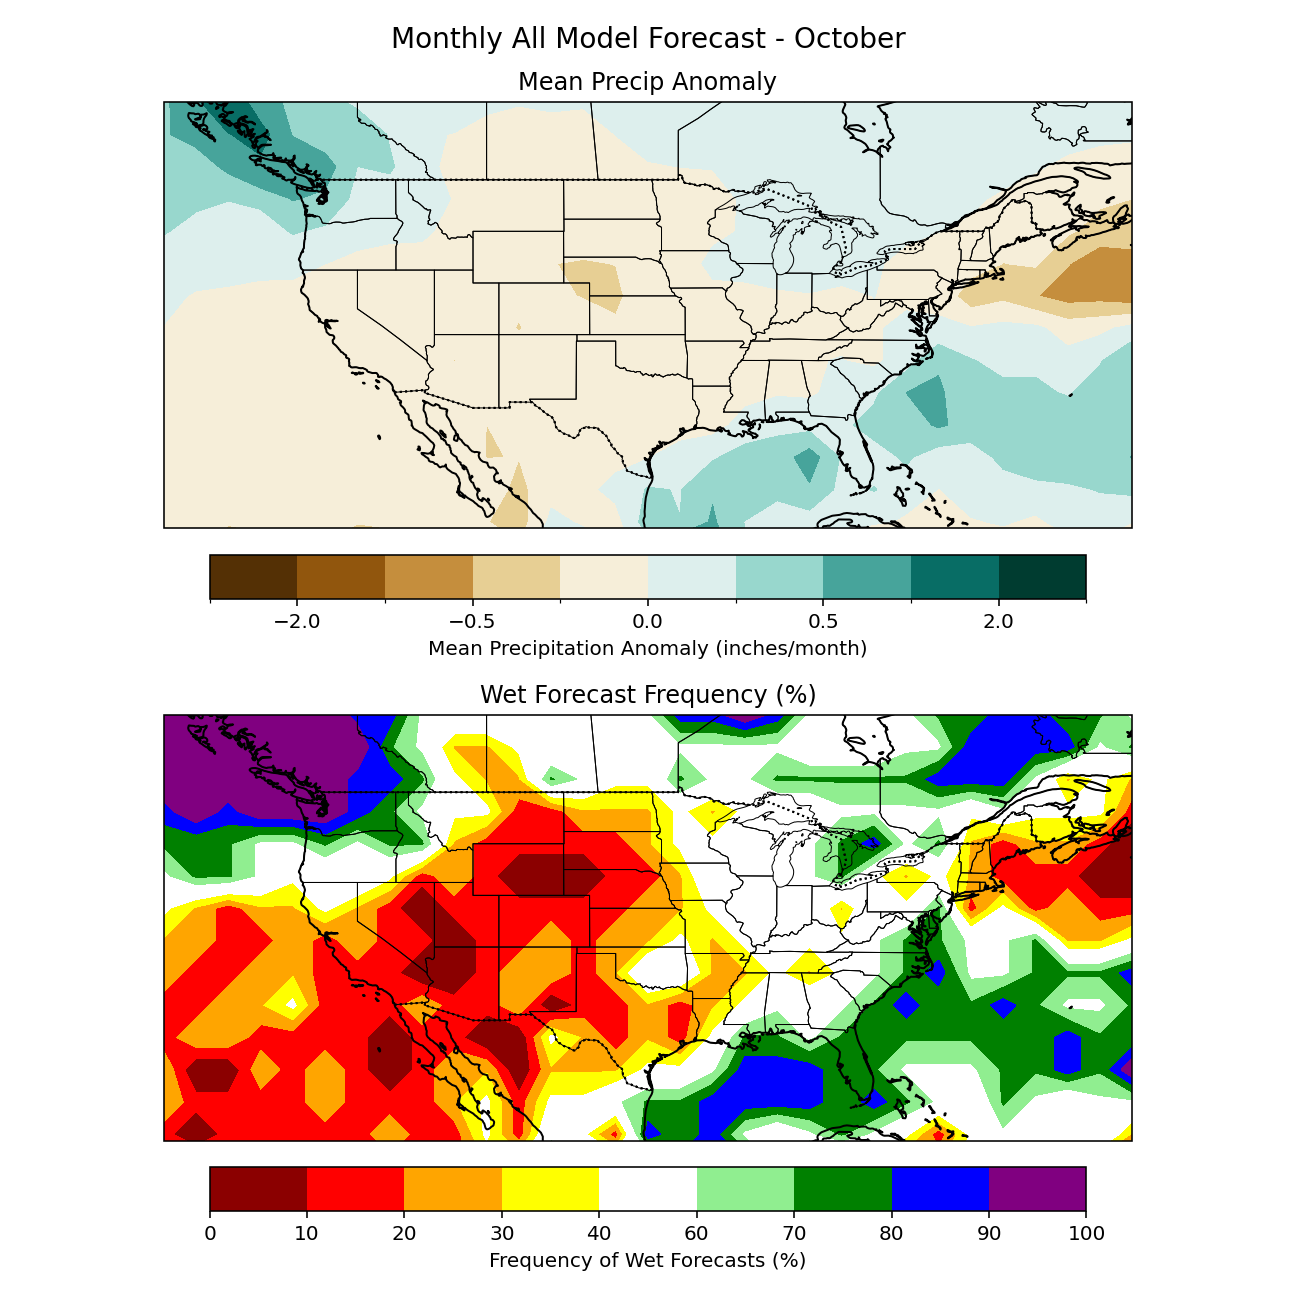 Monthly All Model Forecast - October
Mean Precip Anomaly
−2.0 −0.5 0.0 0.5 2.0
Mean Precipitation Anomaly (inches/month)
Wet Forecast Frequency (%)
0 10 20 30 40 60 70 80 90 100
Frequency of Wet Forecasts (%)